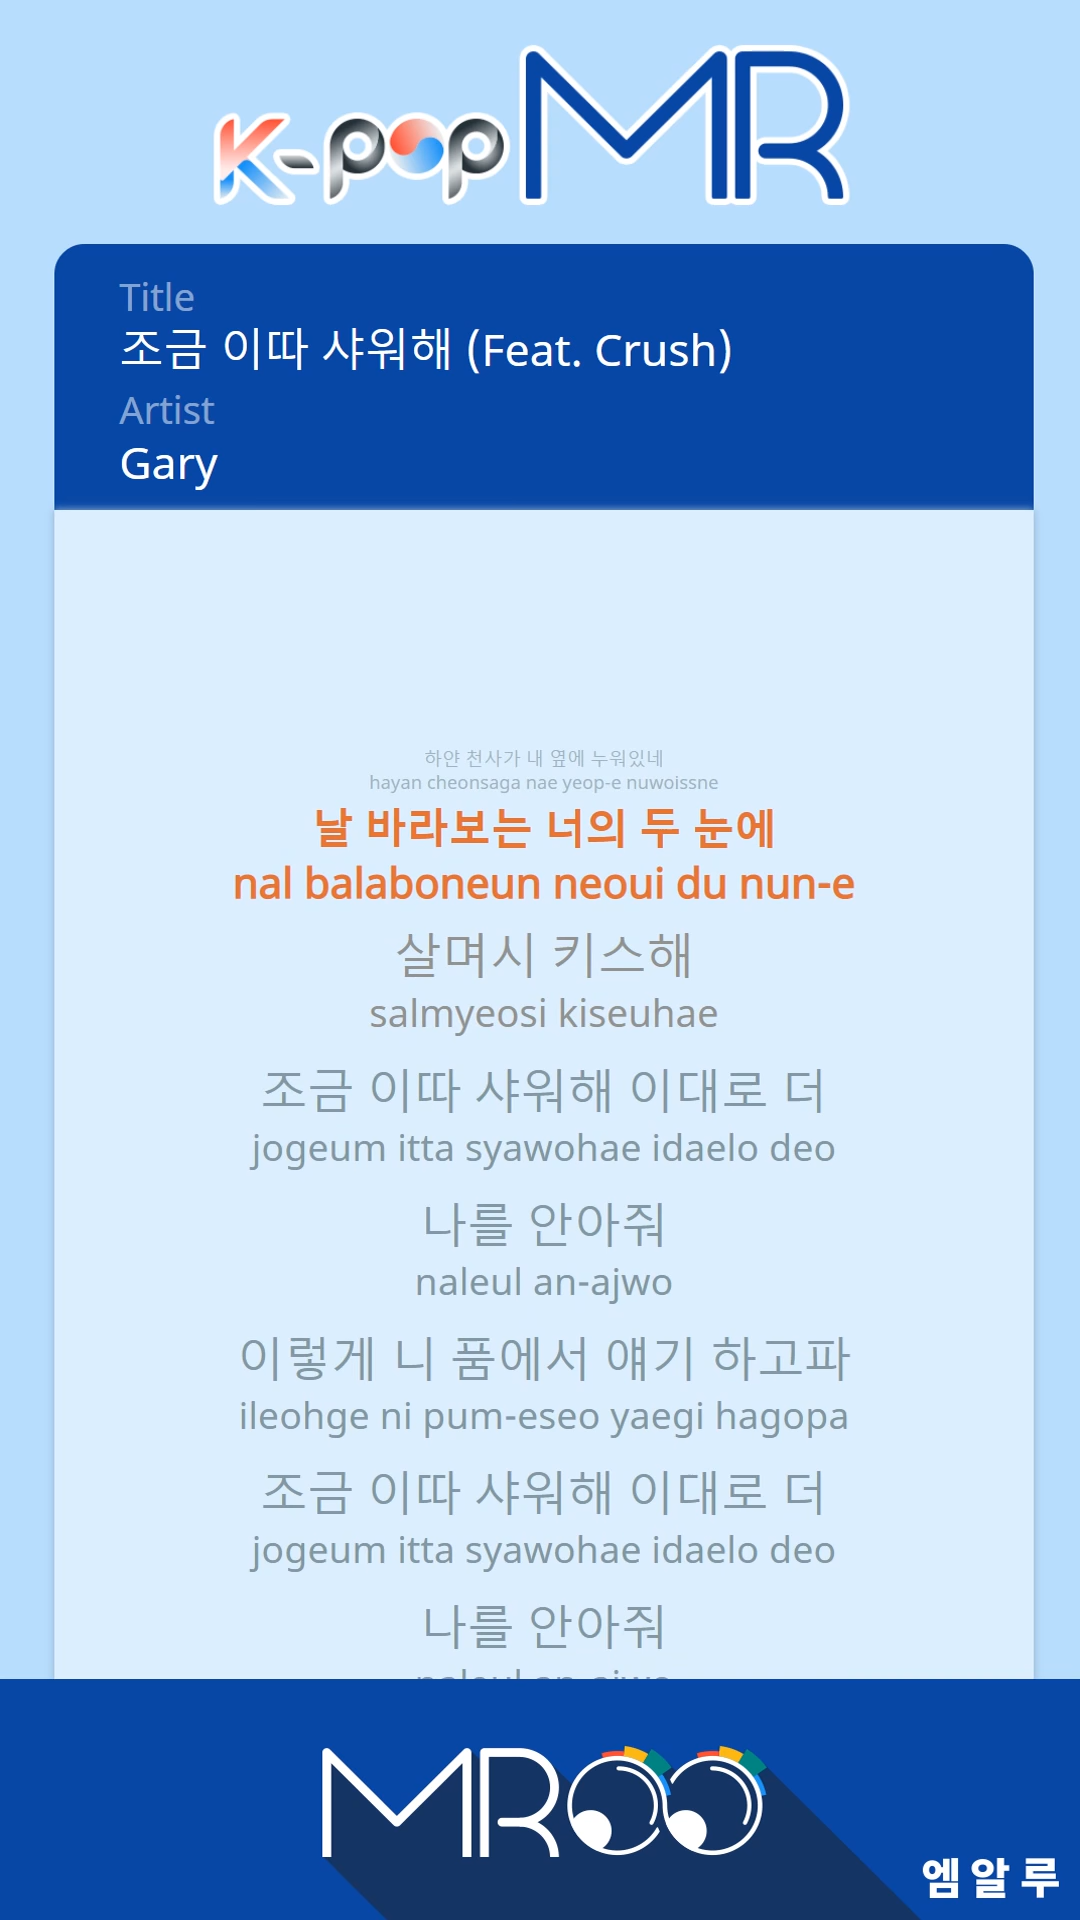 K-pop MR
Title
조금 이따 샤워해 (Feat. Crush)
Artist
Gary
하얀 천사가 내 옆에 누워있네
hayan cheonsaga nae yeop-e nuwoissne
날 바라보는 너의 두 눈에
nal balaboneun neoui du nun-e
살며시 키스해
salmyeosi kiseuhae
조금 이따 샤워해 이대로 더
jogeum itta syawohae idaelo deo
나를 안아줘
naleul an-ajwo
이렇게 니 품에서 얘기 하고파
ileohge ni pum-eseo yaegi hagopa
조금 이따 샤워해 이대로 더
jogeum itta syawohae idaelo deo
나를 안아줘
MROO
엠알루